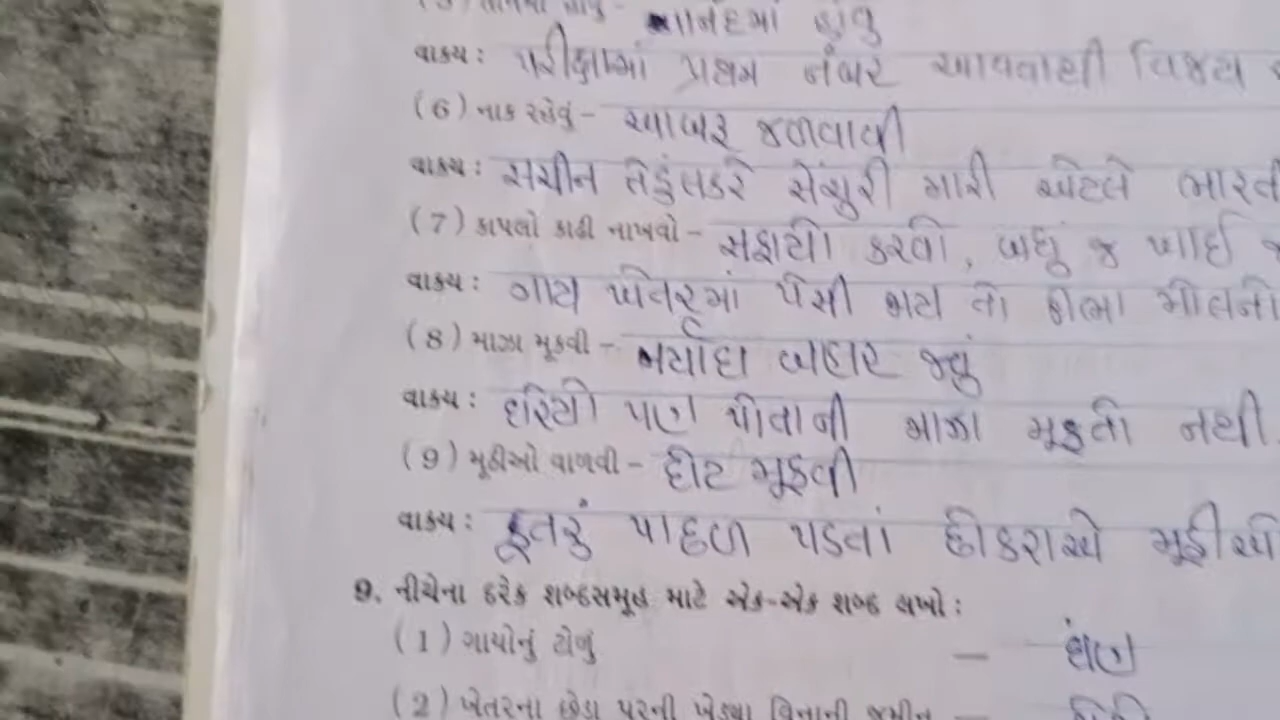 આનંદમાં હોવું
વાક્ય : પરીક્ષામાં પ્રથમ નંબર આવવાથી વિજય
(6) નાક રહેવું – આબરૂ જળવાવી
વાક્ય : સચીન તેંડુલકરે સેંચુરી મારી એટલે ભારતી
(7) કાપલો કાઢી નાખવો – સફાયો કરવો, બધું જ ખાઈ
વાક્ય : ગાય ખેતરમાં પેસી જાય તો ઊભા મોલનો
(8) માઝા મૂકવી – મર્યાદા બહાર જવું
વાક્ય : દરિયો પણ પોતાની માઝા મૂકતો નથી.
(9) મૂઠીઓ વાળવી – દોટ મૂકવી
વાક્ય : કૂતરું પાછળ પડતાં છોકરાએ મૂઠીઓ
9. નીચેના દરેક શબ્દસમૂહ માટે એક-એક શબ્દ લખો :
(1) ગાયોનું ટોળું – ધણ
(2) ખેતરના છેડા પરની ખેડ્યા વિનાની જમીન –